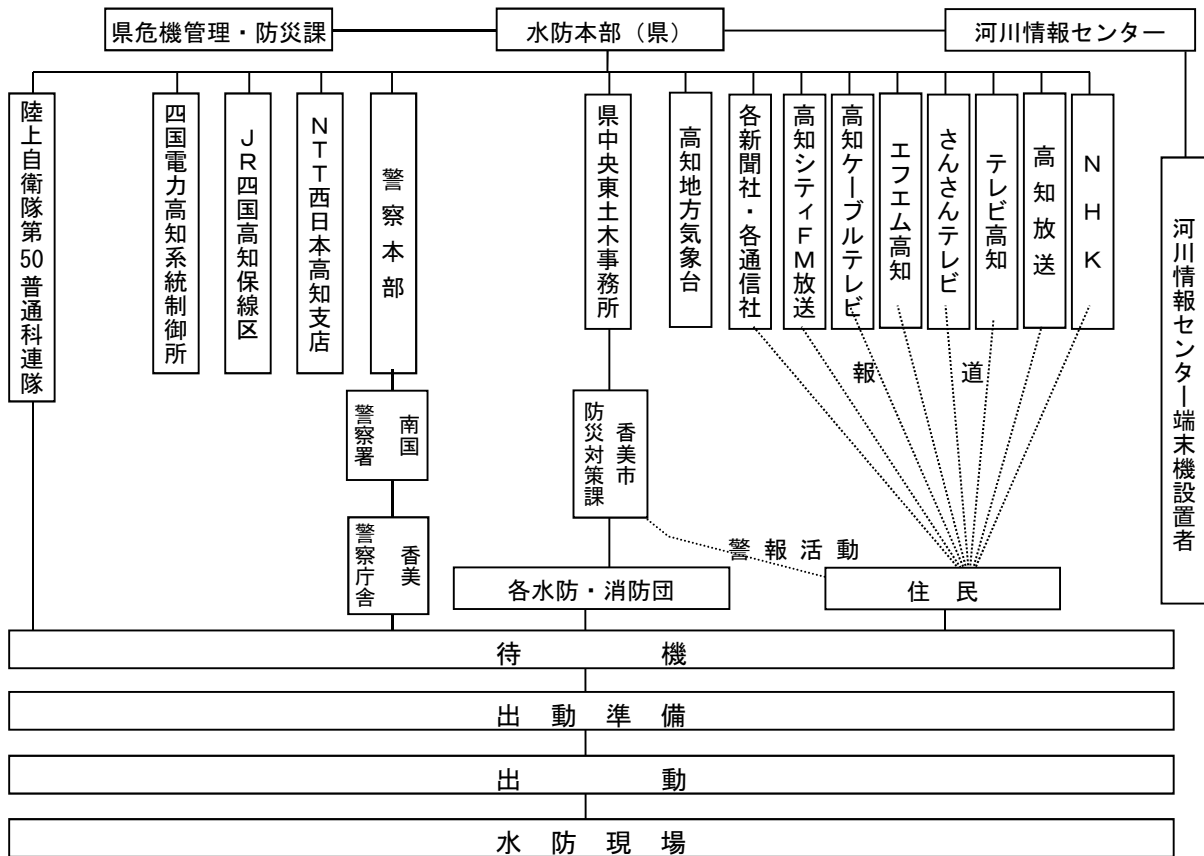 県危機管理・防災課
水防本部（県）
河川情報センター
陸上自衛隊第50普通科連隊
四国電力高知系統制御所
ＪＲ四国高知保線区
ＮＴＴ西日本高知支店
警察本部
県中央東土木事務所
高知地方気象台
各新聞社・各通信社
高知シティＦＭ放送
高知ケーブルテレビ
エフエム高知
さんさんテレビ
テレビ高知
高知放送
ＮＨＫ
河川情報センター端末機設置者
報道
南国
警察署
香美市
防災対策課
香美
警察庁舎
警報活動
各水防・消防団
住民
待機
出動準備
出動
水防現場